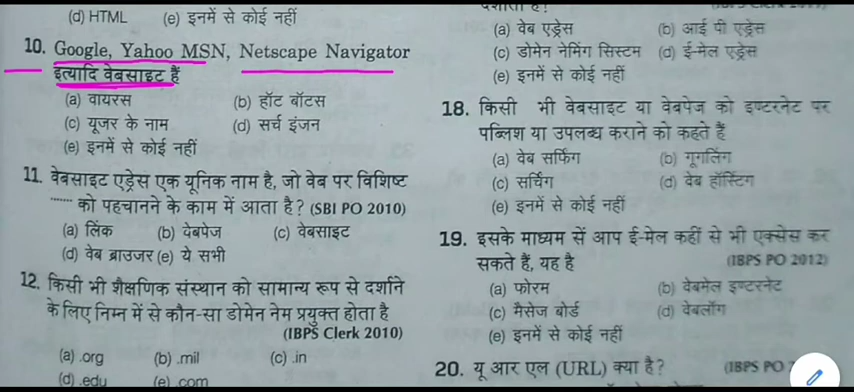 (d) HTML (e) इनमें से कोई नहीं
10. Google, Yahoo MSN, Netscape Navigator
इत्यादि वेबसाइट हैं
(a) वायरस (b) हॉट बॉटस
(c) यूजर के नाम (d) सर्च इंजन
(e) इनमें से कोई नहीं
11. वेबसाइट एड्रेस एक यूनिक नाम है, जो वेब पर विशिष्ट
...... को पहचानने के काम में आता है? (SBI PO 2010)
(a) लिंक (b) वेबपेज (c) वेबसाइट
(d) वेब ब्राउजर (e) ये सभी
12. किसी भी शैक्षणिक संस्थान को सामान्य रूप से दर्शाने
के लिए निम्न में से कौन-सा डोमेन नेम प्रयुक्त होता है
(IBPS Clerk 2010)
(a) .org (b) .mil (c) .in
(d) .edu (e) .com
(a) वेब एड्रेस (b) आई पी एड्रेस
(c) डोमेन नेमिंग सिस्टम (d) ई-मेल एड्रेस
(e) इनमें से कोई नहीं
18. किसी भी वेबसाइट या वेबपेज को इण्टरनेट पर
पब्लिश या उपलब्ध कराने को कहते हैं
(a) वेब सर्फिंग (b) गूगलिंग
(c) सर्चिंग (d) वेब हॉस्टिंग
(e) इनमें से कोई नहीं
19. इसके माध्यम सें आप ई-मेल कहीं से भी एक्सेस कर
सकते हैं, यह है (IBPS PO 2012)
(a) फोरम (b) वेबमेल इण्टरनेट
(c) मैसेज बोर्ड (d) वेबलॉग
(e) इनमें से कोई नहीं
20. यू आर एल (URL) क्या है? (IBPS PO